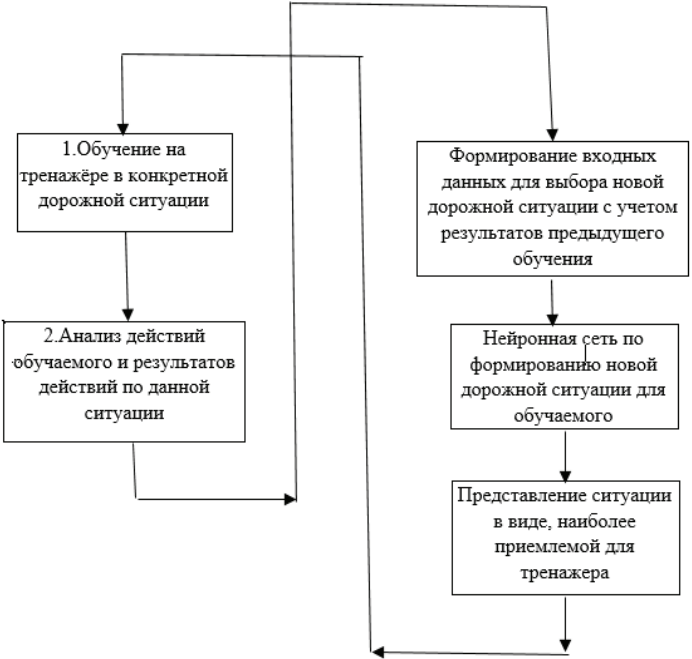 1.Обучение на
тренажёре в конкретной
дорожной ситуации
2.Анализ действий
обучаемого и результатов
действий по данной
ситуации
Формирование входных
данных для выбора новой
дорожной ситуации с учетом
результатов предыдущего
обучения
Нейронная сеть по
формированию новой
дорожной ситуации для
обучаемого
Представление ситуации
в виде, наиболее
приемлемой для
тренажера